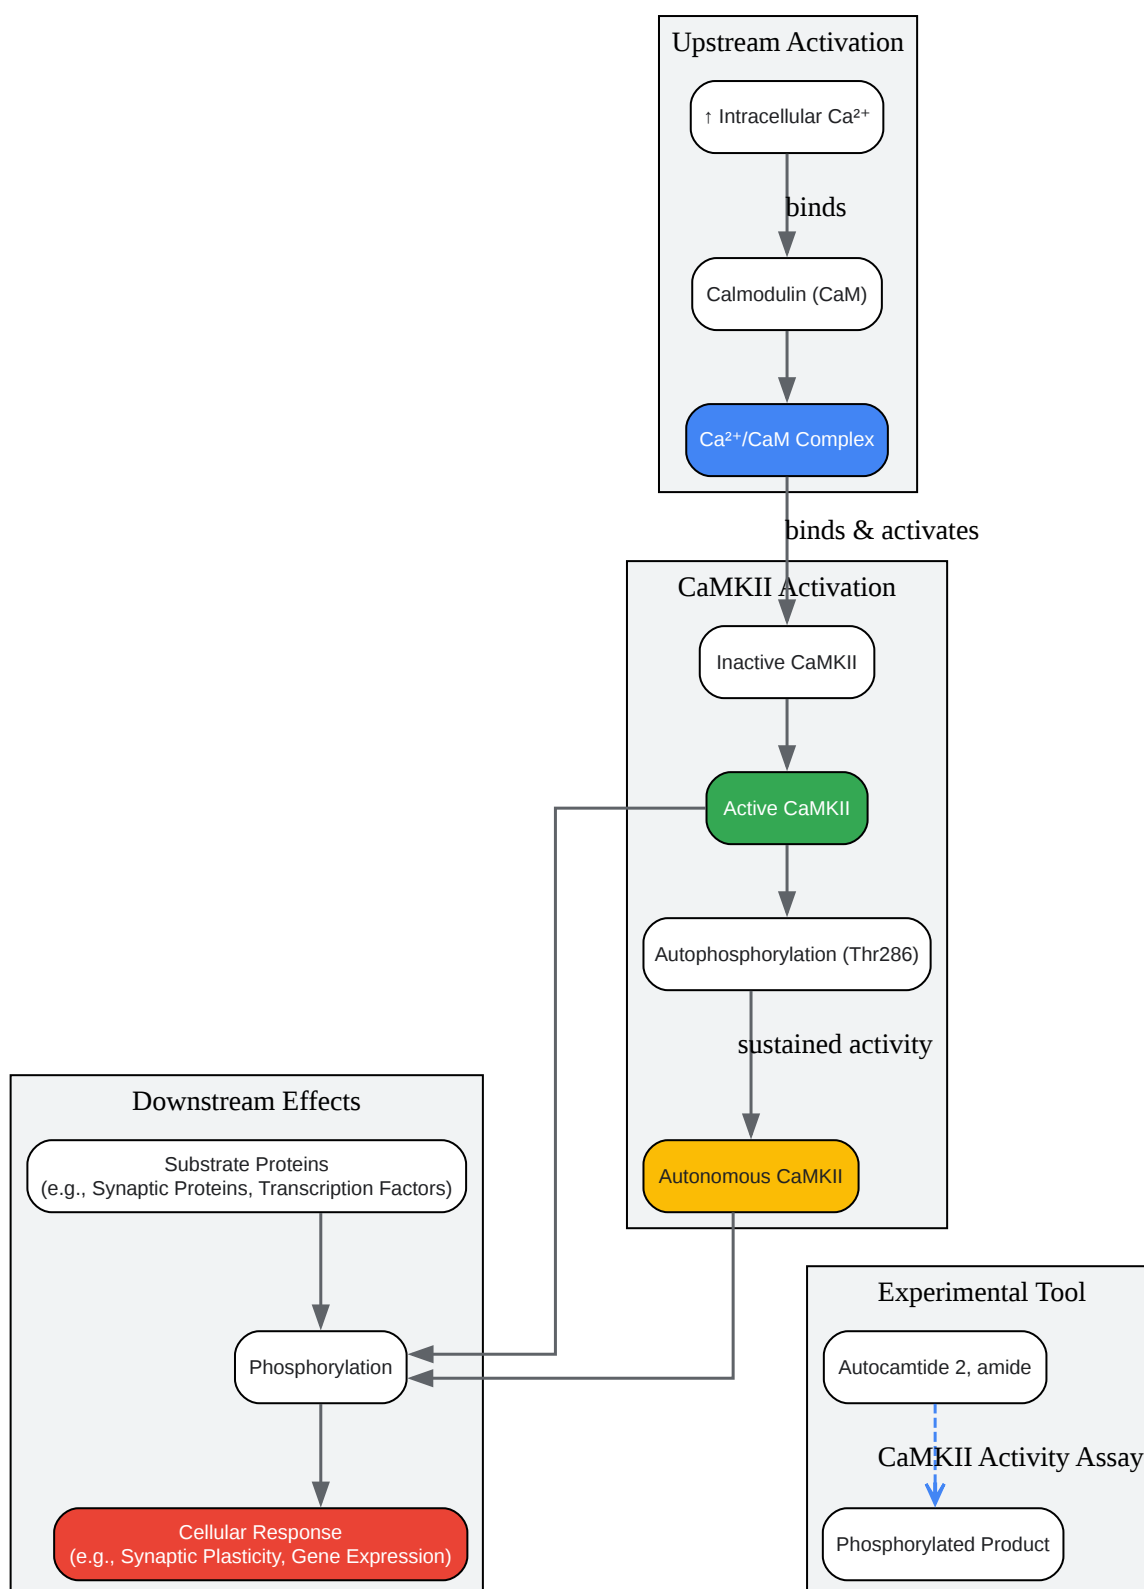 Upstream Activation
↑ Intracellular Ca²⁺
binds
Calmodulin (CaM)
Ca²⁺/CaM Complex
binds & activates
CaMKII Activation
Inactive CaMKII
Active CaMKII
Autophosphorylation (Thr286)
sustained activity
Autonomous CaMKII
Downstream Effects
Substrate Proteins
(e.g., Synaptic Proteins, Transcription Factors)
Phosphorylation
Cellular Response
(e.g., Synaptic Plasticity, Gene Expression)
Experimental Tool
Autocamtide 2, amide
CaMKII Activity Assay
Phosphorylated Product